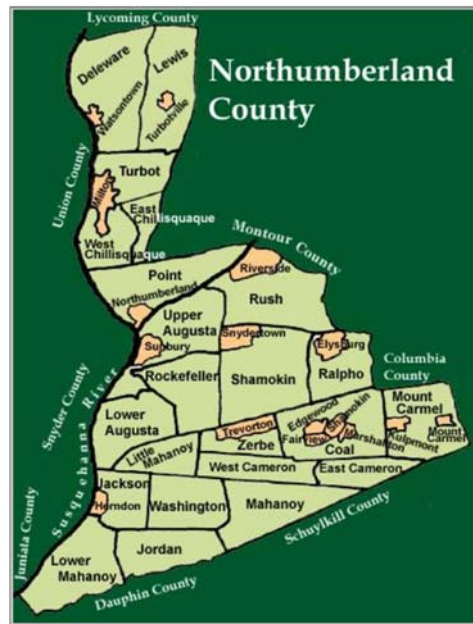 Lycoming County
Northumberland
County
Deleware
Lewis
Watsontown
Turbotville
Union County
Turbot
Milton
East
Chillisquaque
West
Chillisquaque
Montour County
Point
Northumberland
Riverside
Rush
Upper
Augusta
Sunbury
Snydertown
Elysburg
Ralpho
Columbia
County
Snyder County
Susquehanna River
Rockefeller
Shamokin
Lower
Augusta
Little
Mahanoy
Trevorton
Zerbe
Edgewood
Fairview
Shamokin
Marshalton
Coal
Mount
Carmel
Kulpmont
Mount
Carmel
West Cameron
East Cameron
Jackson
Herndon
Washington
Mahanoy
Schuylkill County
Juniata County
Lower
Mahanoy
Jordan
Dauphin County